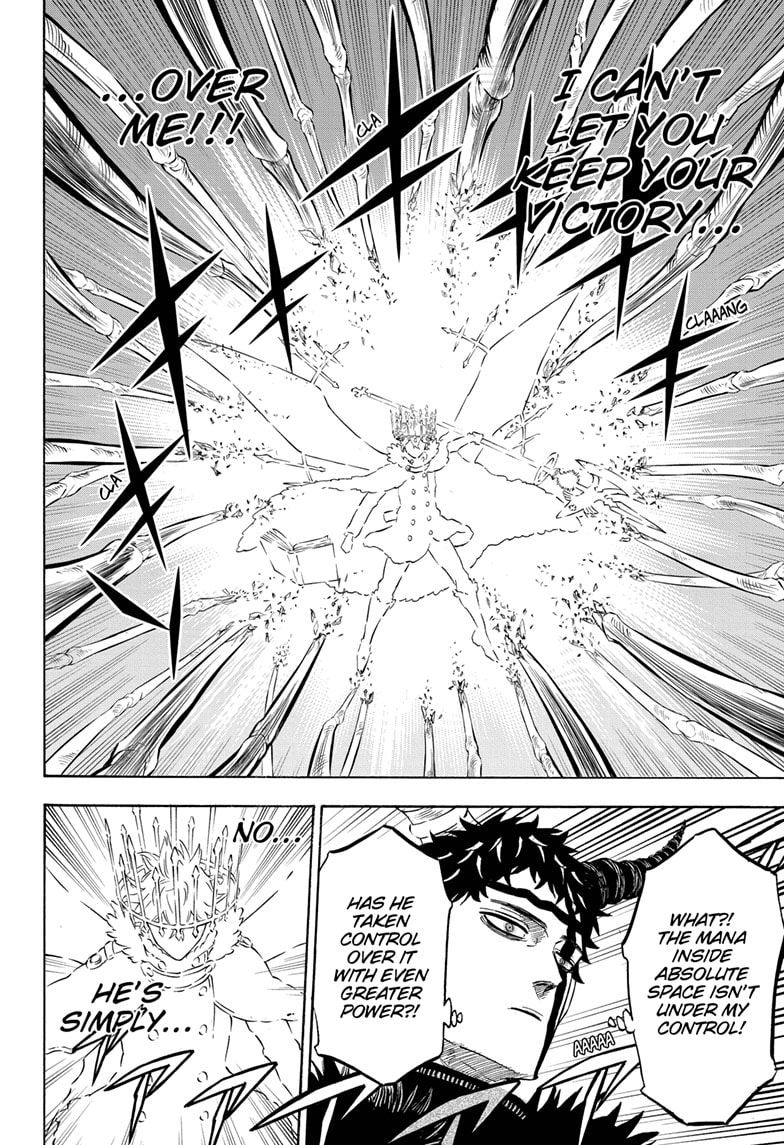 I CAN'T
LET YOU
KEEP YOUR
VICTORY...
...OVER
ME!!!
CLA
CLAAANG
CLA
WHAT?!
THE MANA
INSIDE
ABSOLUTE
SPACE ISN'T
UNDER MY
CONTROL!
AAAAA
HAS HE
TAKEN
CONTROL
OVER IT
WITH EVEN
GREATER
POWER?!
NO...
HE'S
SIMPLY...